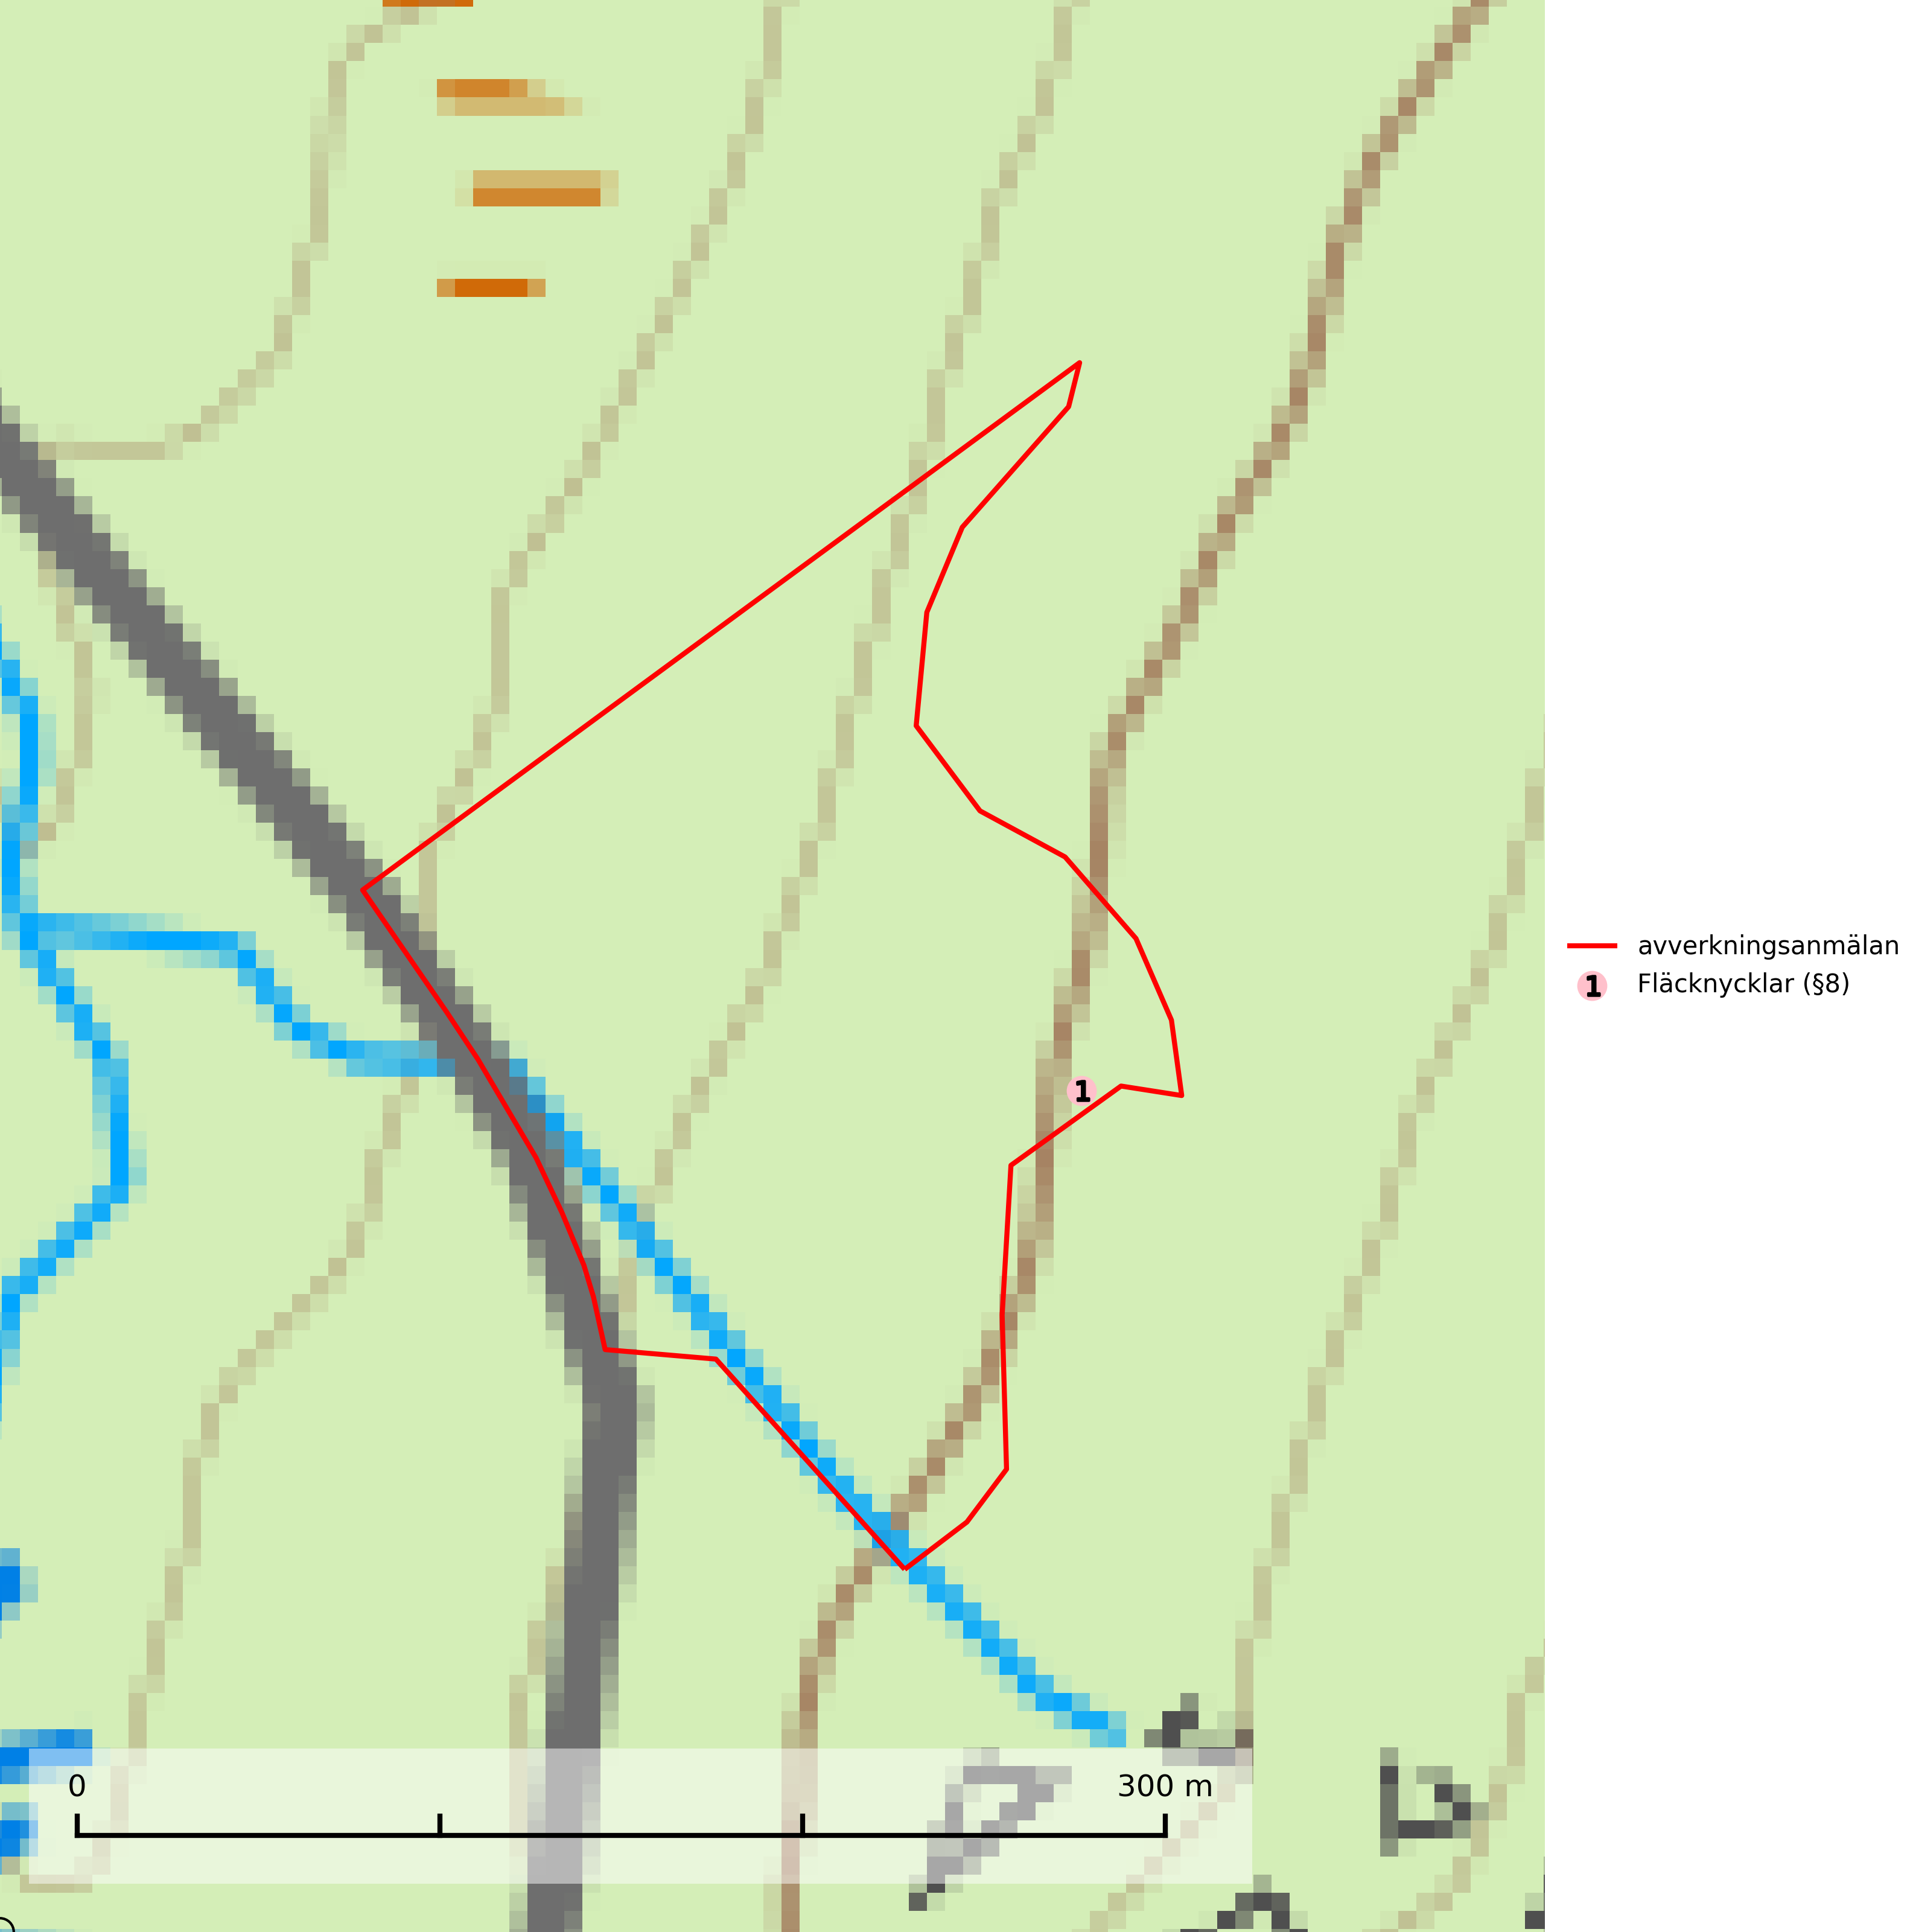 avverkningsanmälan
1 Fläcknycklar (§8)
1
0 300 m